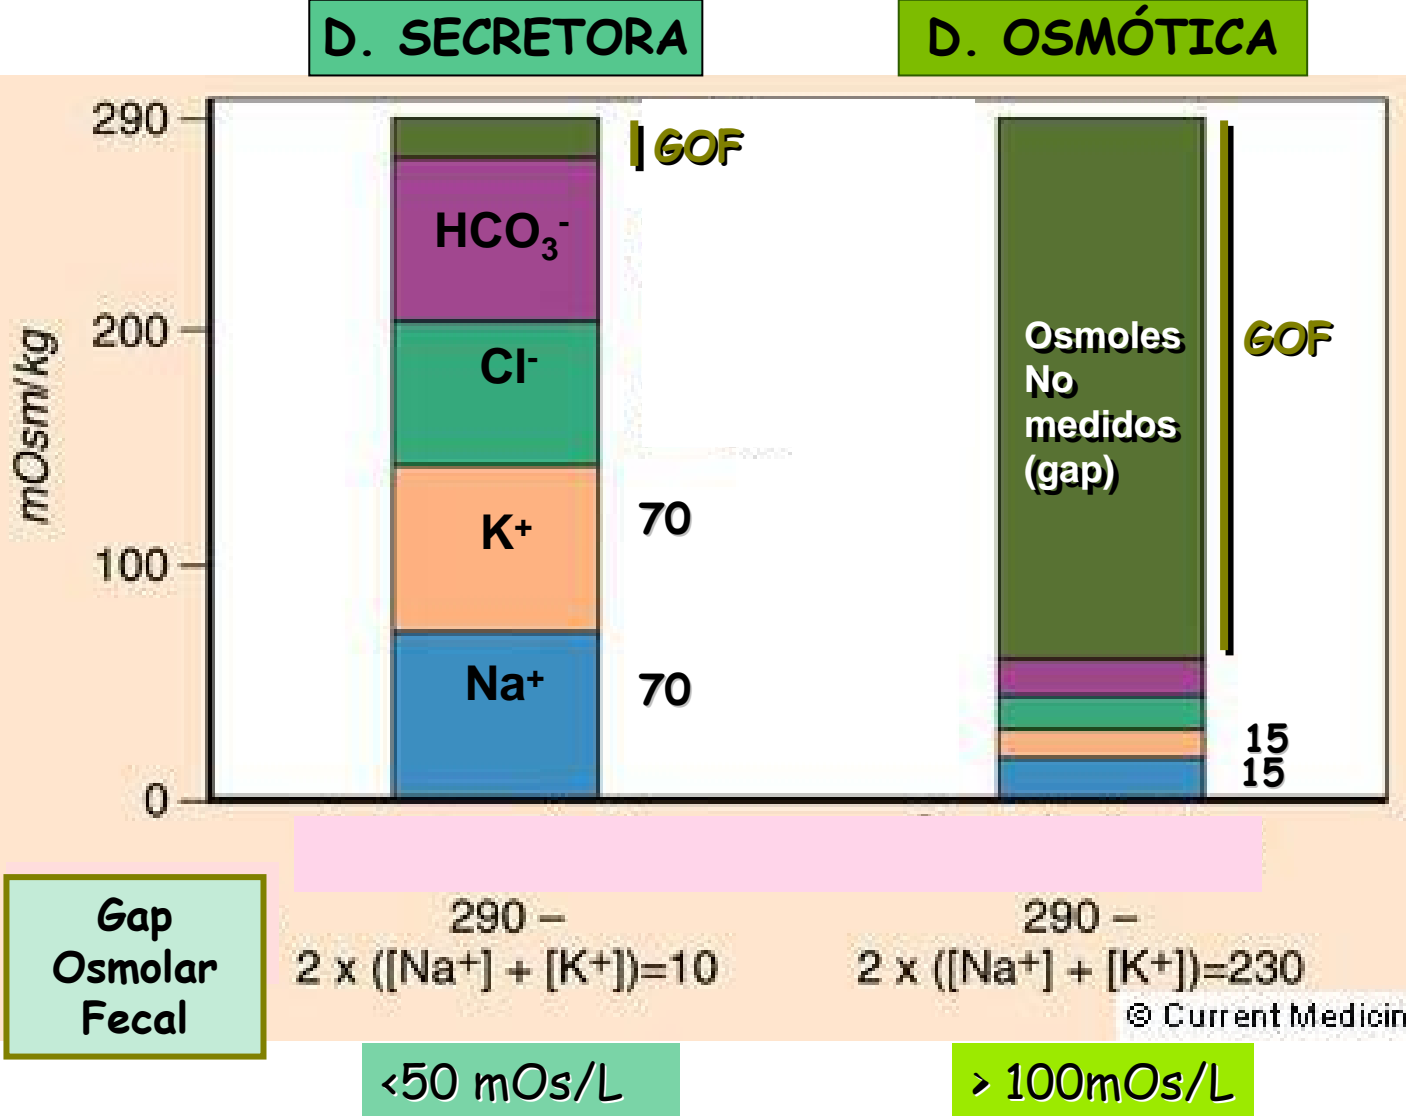 D. SECRETORA
D. OSMÓTICA
290
200
100
0
mOsm/kg
GOF
HCO₃⁻
Cl⁻
K⁺
70
Na⁺
70
Osmoles
No
medidos
(gap)
GOF
15
15
Gap
Osmolar
Fecal
290 –
2 x ([Na⁺] + [K⁺])=10
290 –
2 x ([Na⁺] + [K⁺])=230
© Current Medicin
<50 mOs/L
> 100mOs/L